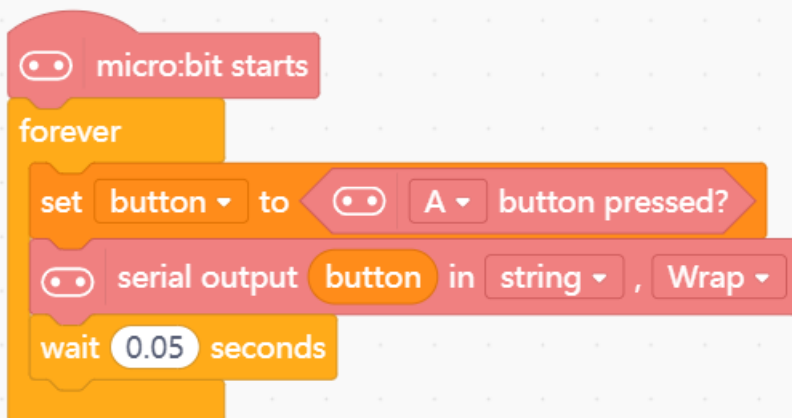 micro:bit starts
forever
set button to A button pressed?
serial output button in string , Wrap
wait 0.05 seconds